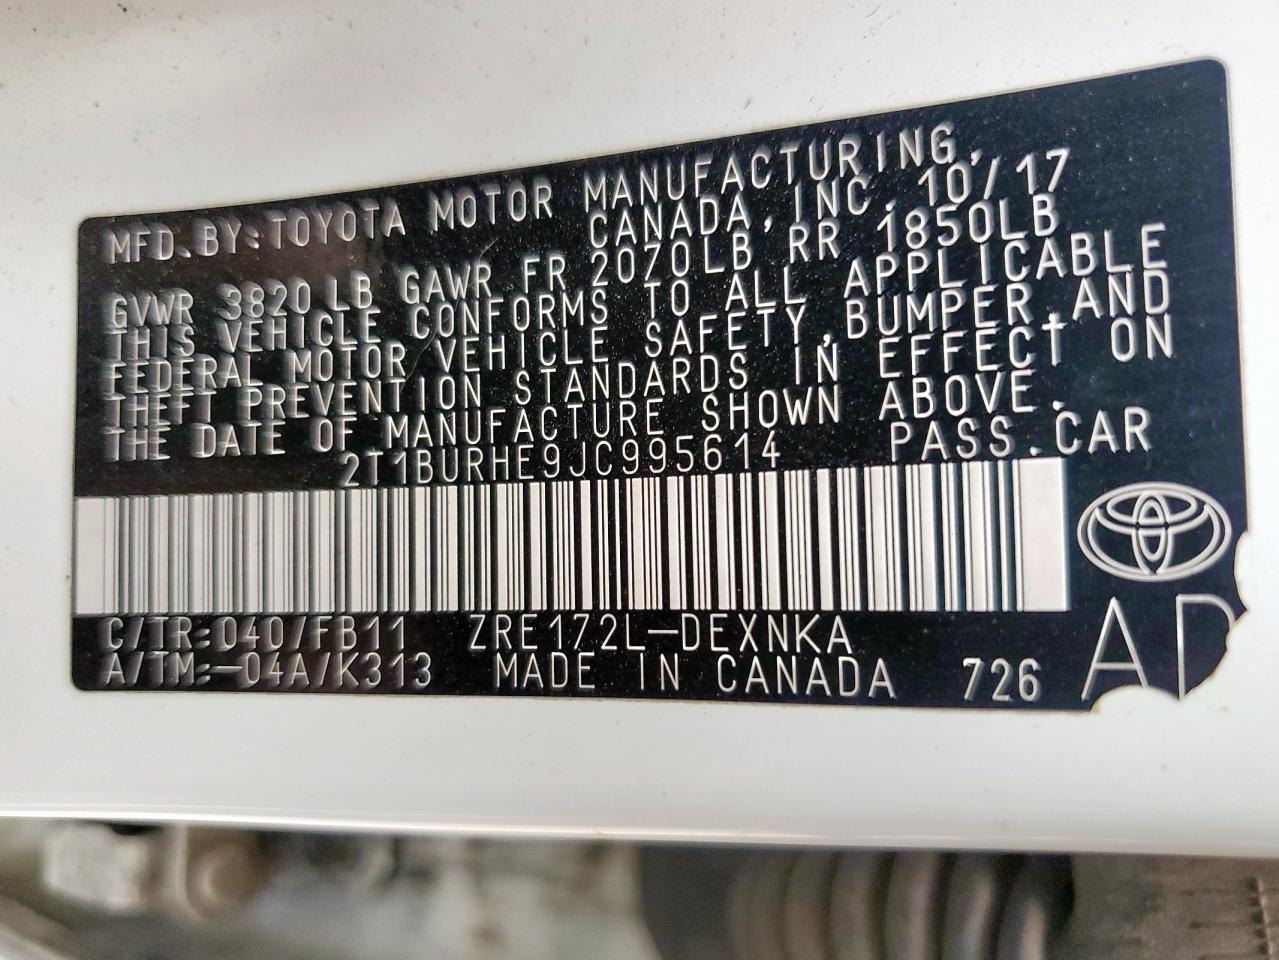 MFD.BY:TOYOTA MOTOR MANUFACTURING,
CANADA,INC. 10/17
GVWR 3820LB GAWR FR 2070LB RR 1850LB
THIS VEHICLE CONFORMS TO ALL APPLICABLE
FEDERAL MOTOR VEHICLE SAFETY,BUMPER,AND
THEFT PREVENTION STANDARDS IN EFFECT ON
THE DATE OF MANUFACTURE SHOWN ABOVE.
2T1BURHE9JC995614 PASS.CAR
C/TR:040/FB11 ZRE172L-DEXNKA
A/TM:-04A/K313 MADE IN CANADA 726